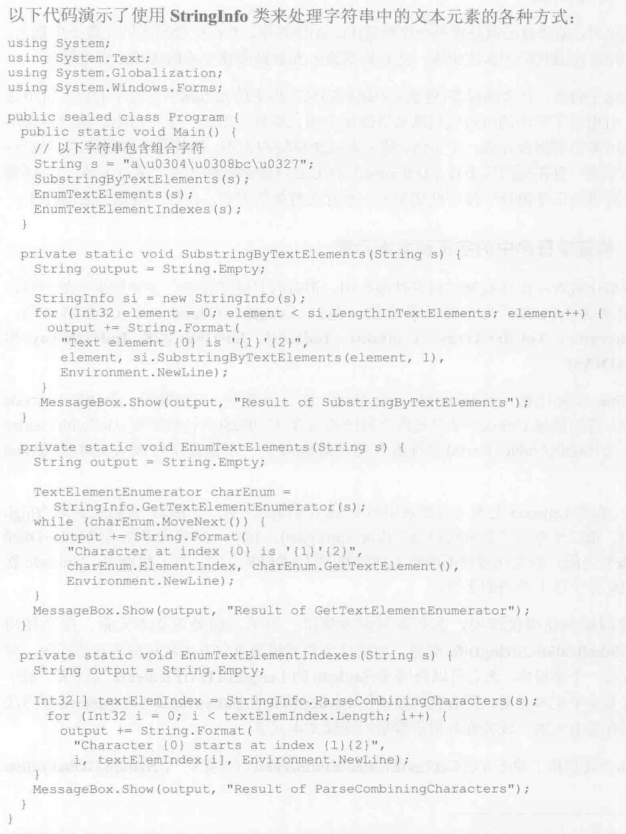 以下代码演示了使用 StringInfo 类来处理字符串中的文本元素的各种方式：
using System;
using System.Text;
using System.Globalization;
using System.Windows.Forms;
public sealed class Program {
  public static void Main() {
    // 以下字符串包含组合字符
    String s = "a\u0304\u0308bc\u0327";
    SubstringByTextElements(s);
    EnumTextElements(s);
    EnumTextElementIndexes(s);
  }
  private static void SubstringByTextElements(String s) {
    String output = String.Empty;
    StringInfo si = new StringInfo(s);
    for (Int32 element = 0; element < si.LengthInTextElements; element++) {
      output += String.Format(
        "Text element {0} is '{1}'{2}",
        element, si.SubstringByTextElements(element, 1),
        Environment.NewLine);
    }
    MessageBox.Show(output, "Result of SubstringByTextElements");
  }
  private static void EnumTextElements(String s) {
    String output = String.Empty;
    TextElementEnumerator charEnum =
      StringInfo.GetTextElementEnumerator(s);
    while (charEnum.MoveNext()) {
      output += String.Format(
        "Character at index {0} is '{1}'{2}",
        charEnum.ElementIndex, charEnum.GetTextElement(),
        Environment.NewLine);
    }
    MessageBox.Show(output, "Result of GetTextElementEnumerator");
  }
  private static void EnumTextElementIndexes(String s) {
    String output = String.Empty;
    Int32[] textElemIndex = StringInfo.ParseCombiningCharacters(s);
    for (Int32 i = 0; i < textElemIndex.Length; i++) {
      output += String.Format(
        "Character {0} starts at index {1}{2}",
        i, textElemIndex[i], Environment.NewLine);
    }
    MessageBox.Show(output, "Result of ParseCombiningCharacters");
  }
}